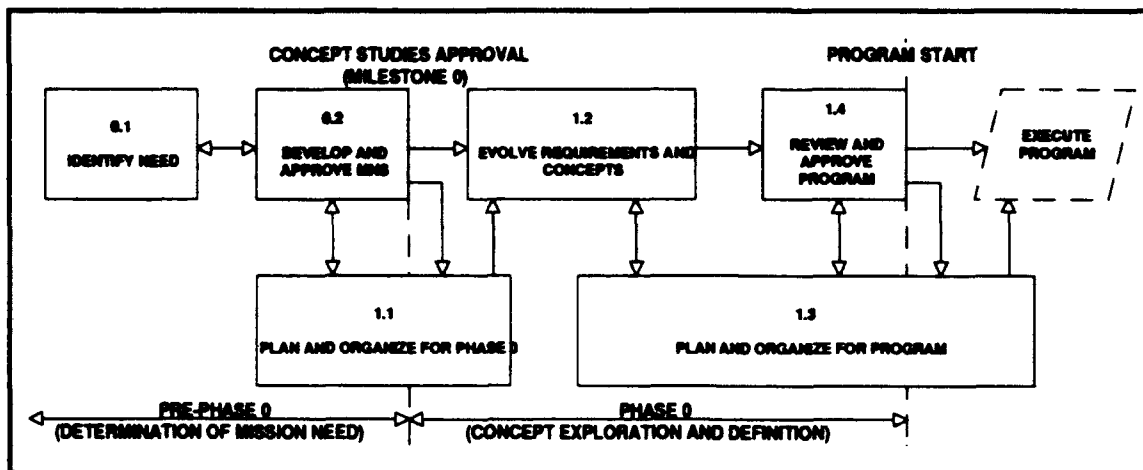 CONCEPT STUDIES APPROVAL
(MILESTONE 0)
PROGRAM START
0.1
IDENTIFY NEED
0.2
DEVELOP AND
APPROVE MNS
1.2
EVOLVE REQUIREMENTS AND
CONCEPTS
1.4
REVIEW AND
APPROVE
PROGRAM
EXECUTE
PROGRAM
1.1
PLAN AND ORGANIZE FOR PHASE 0
1.3
PLAN AND ORGANIZE FOR PROGRAM
PRE-PHASE 0
(DETERMINATION OF MISSION NEED)
PHASE 0
(CONCEPT EXPLORATION AND DEFINITION)